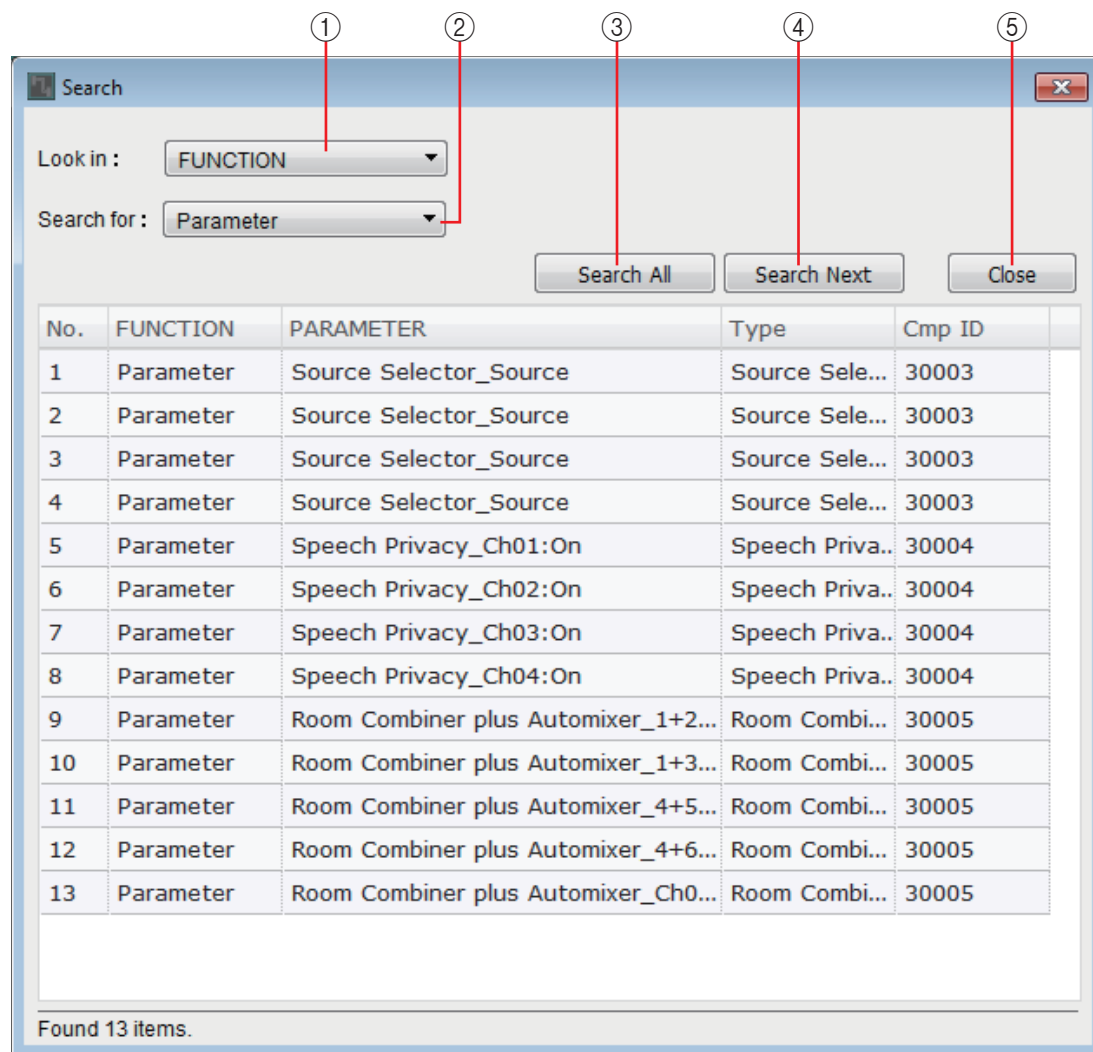 ① ② ③ ④ ⑤
Search
Look in : FUNCTION
Search for : Parameter
Search All Search Next Close
No. FUNCTION PARAMETER Type Cmp ID
1 Parameter Source Selector_Source Source Sele... 30003
2 Parameter Source Selector_Source Source Sele... 30003
3 Parameter Source Selector_Source Source Sele... 30003
4 Parameter Source Selector_Source Source Sele... 30003
5 Parameter Speech Privacy_Ch01:On Speech Priva.. 30004
6 Parameter Speech Privacy_Ch02:On Speech Priva.. 30004
7 Parameter Speech Privacy_Ch03:On Speech Priva.. 30004
8 Parameter Speech Privacy_Ch04:On Speech Priva.. 30004
9 Parameter Room Combiner plus Automixer_1+2... Room Combi... 30005
10 Parameter Room Combiner plus Automixer_1+3... Room Combi... 30005
11 Parameter Room Combiner plus Automixer_4+5... Room Combi... 30005
12 Parameter Room Combiner plus Automixer_4+6... Room Combi... 30005
13 Parameter Room Combiner plus Automixer_Ch0... Room Combi... 30005
Found 13 items.